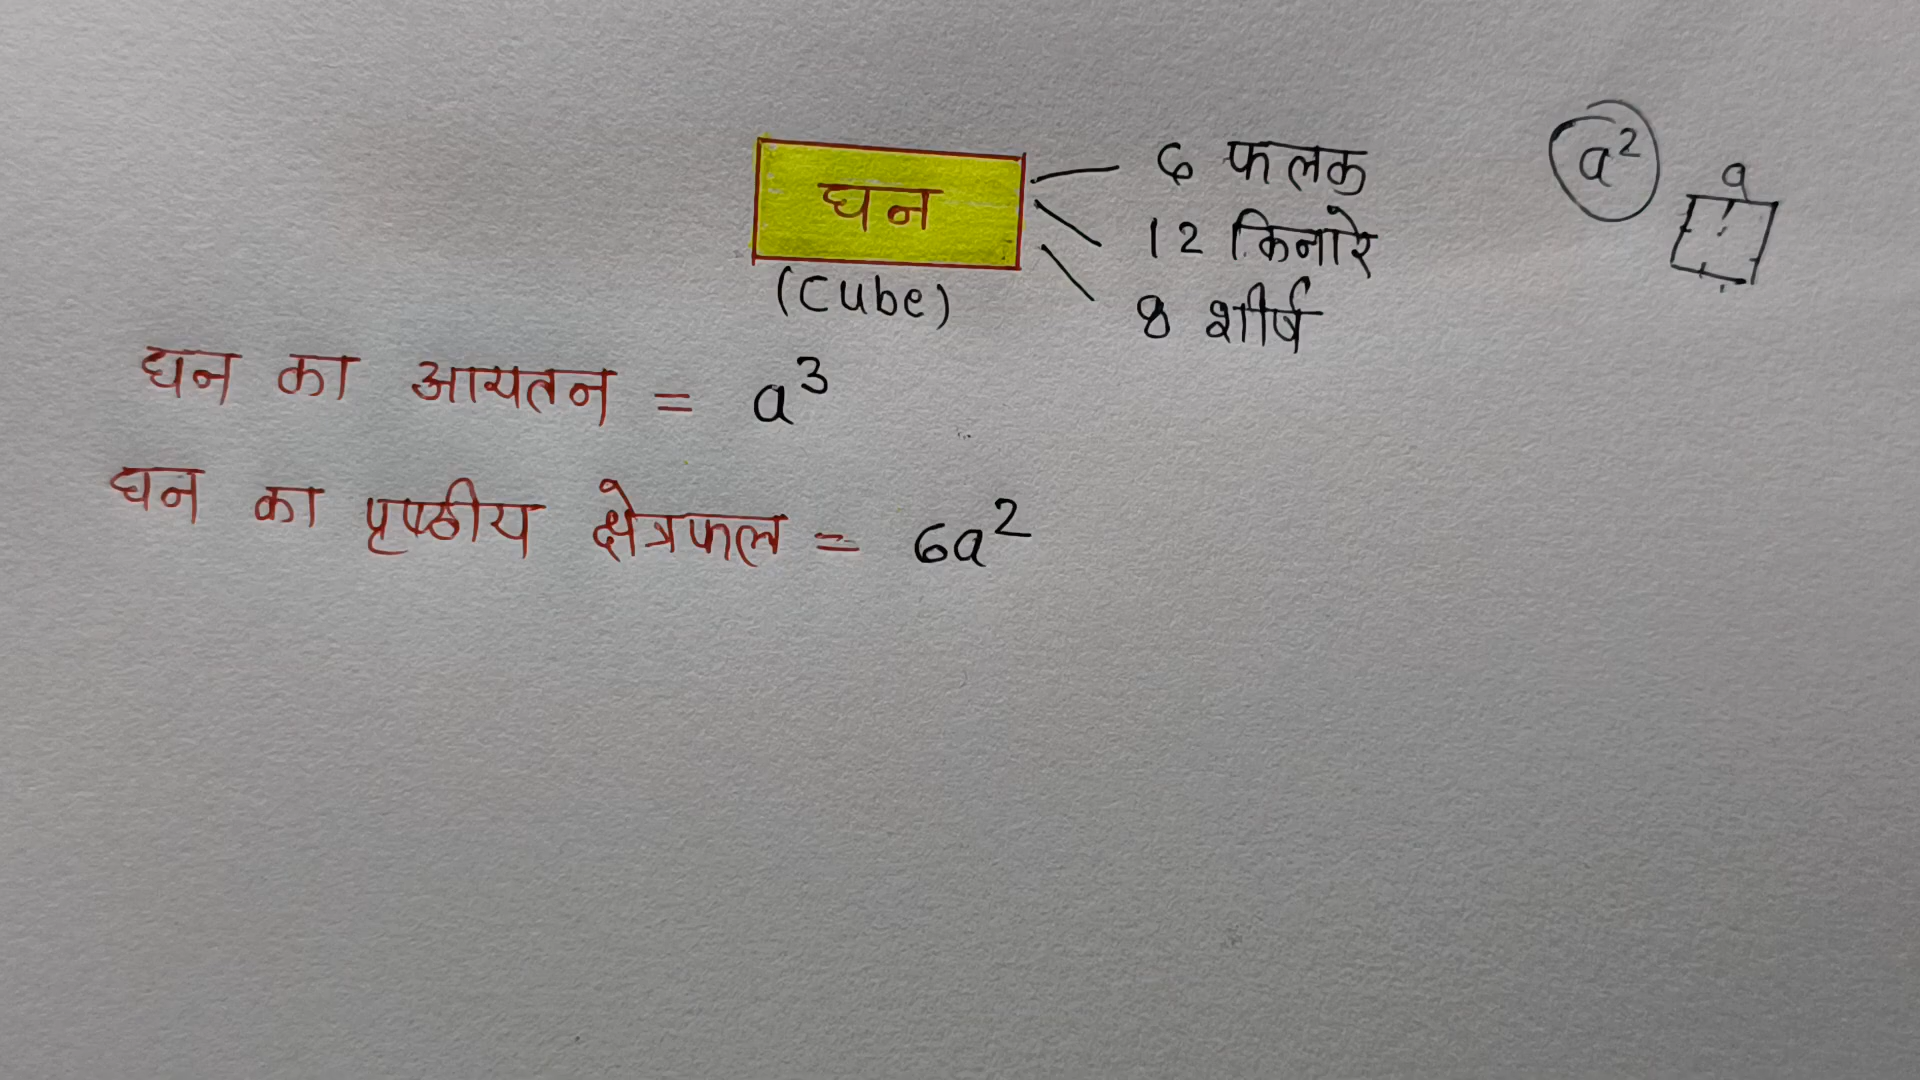 घन
(Cube)
6 फलक
12 किनारे
8 शीर्ष
a²
a
घन का आयतन = a³
घन का पृष्ठीय क्षेत्रफल = 6a²